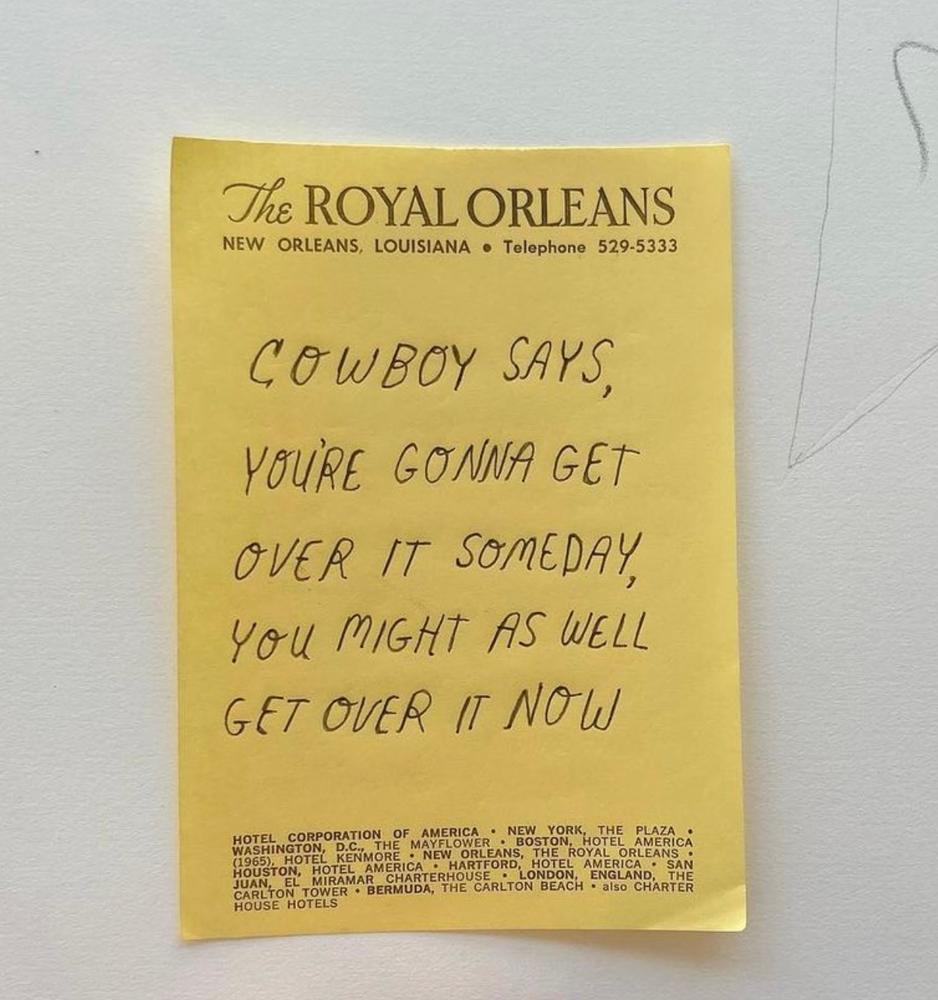 The ROYAL ORLEANS
NEW ORLEANS, LOUISIANA • Telephone 529-5333
COWBOY SAYS,
YOU'RE GONNA GET
OVER IT SOMEDAY,
YOU MIGHT AS WELL
GET OVER IT NOW
HOTEL CORPORATION OF AMERICA • NEW YORK, THE PLAZA •
WASHINGTON, D.C., THE MAYFLOWER • BOSTON, HOTEL AMERICA
(1965), HOTEL KENMORE • NEW ORLEANS, THE ROYAL ORLEANS •
HOUSTON, HOTEL AMERICA • HARTFORD, HOTEL AMERICA • SAN
JUAN, EL MIRAMAR CHARTERHOUSE • LONDON, ENGLAND, THE
CARLTON TOWER • BERMUDA, THE CARLTON BEACH • also CHARTER
HOUSE HOTELS